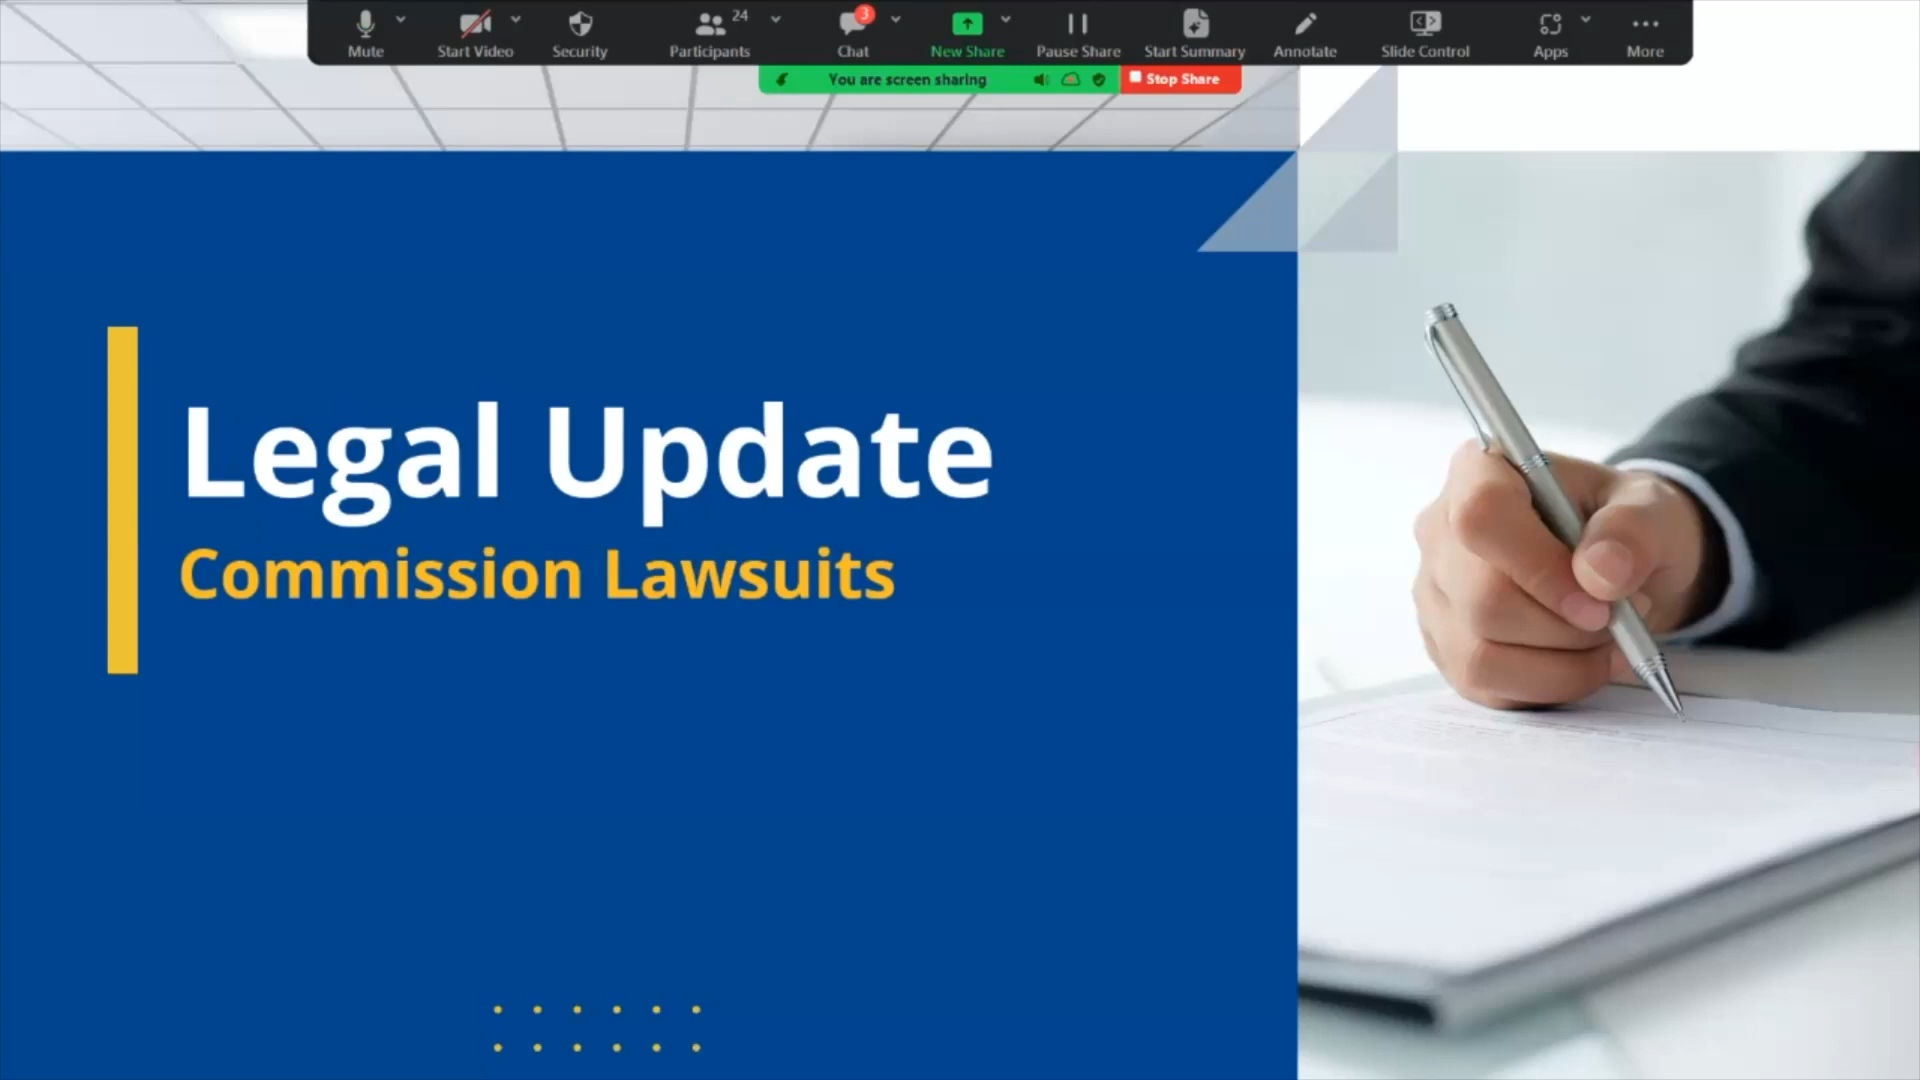 24
3
Mute
Start Video
Security
Participants
Chat
New Share
Pause Share
Start Summary
Annotate
Slide Control
Apps
More
You are screen sharing
Stop Share
Legal Update
Commission Lawsuits